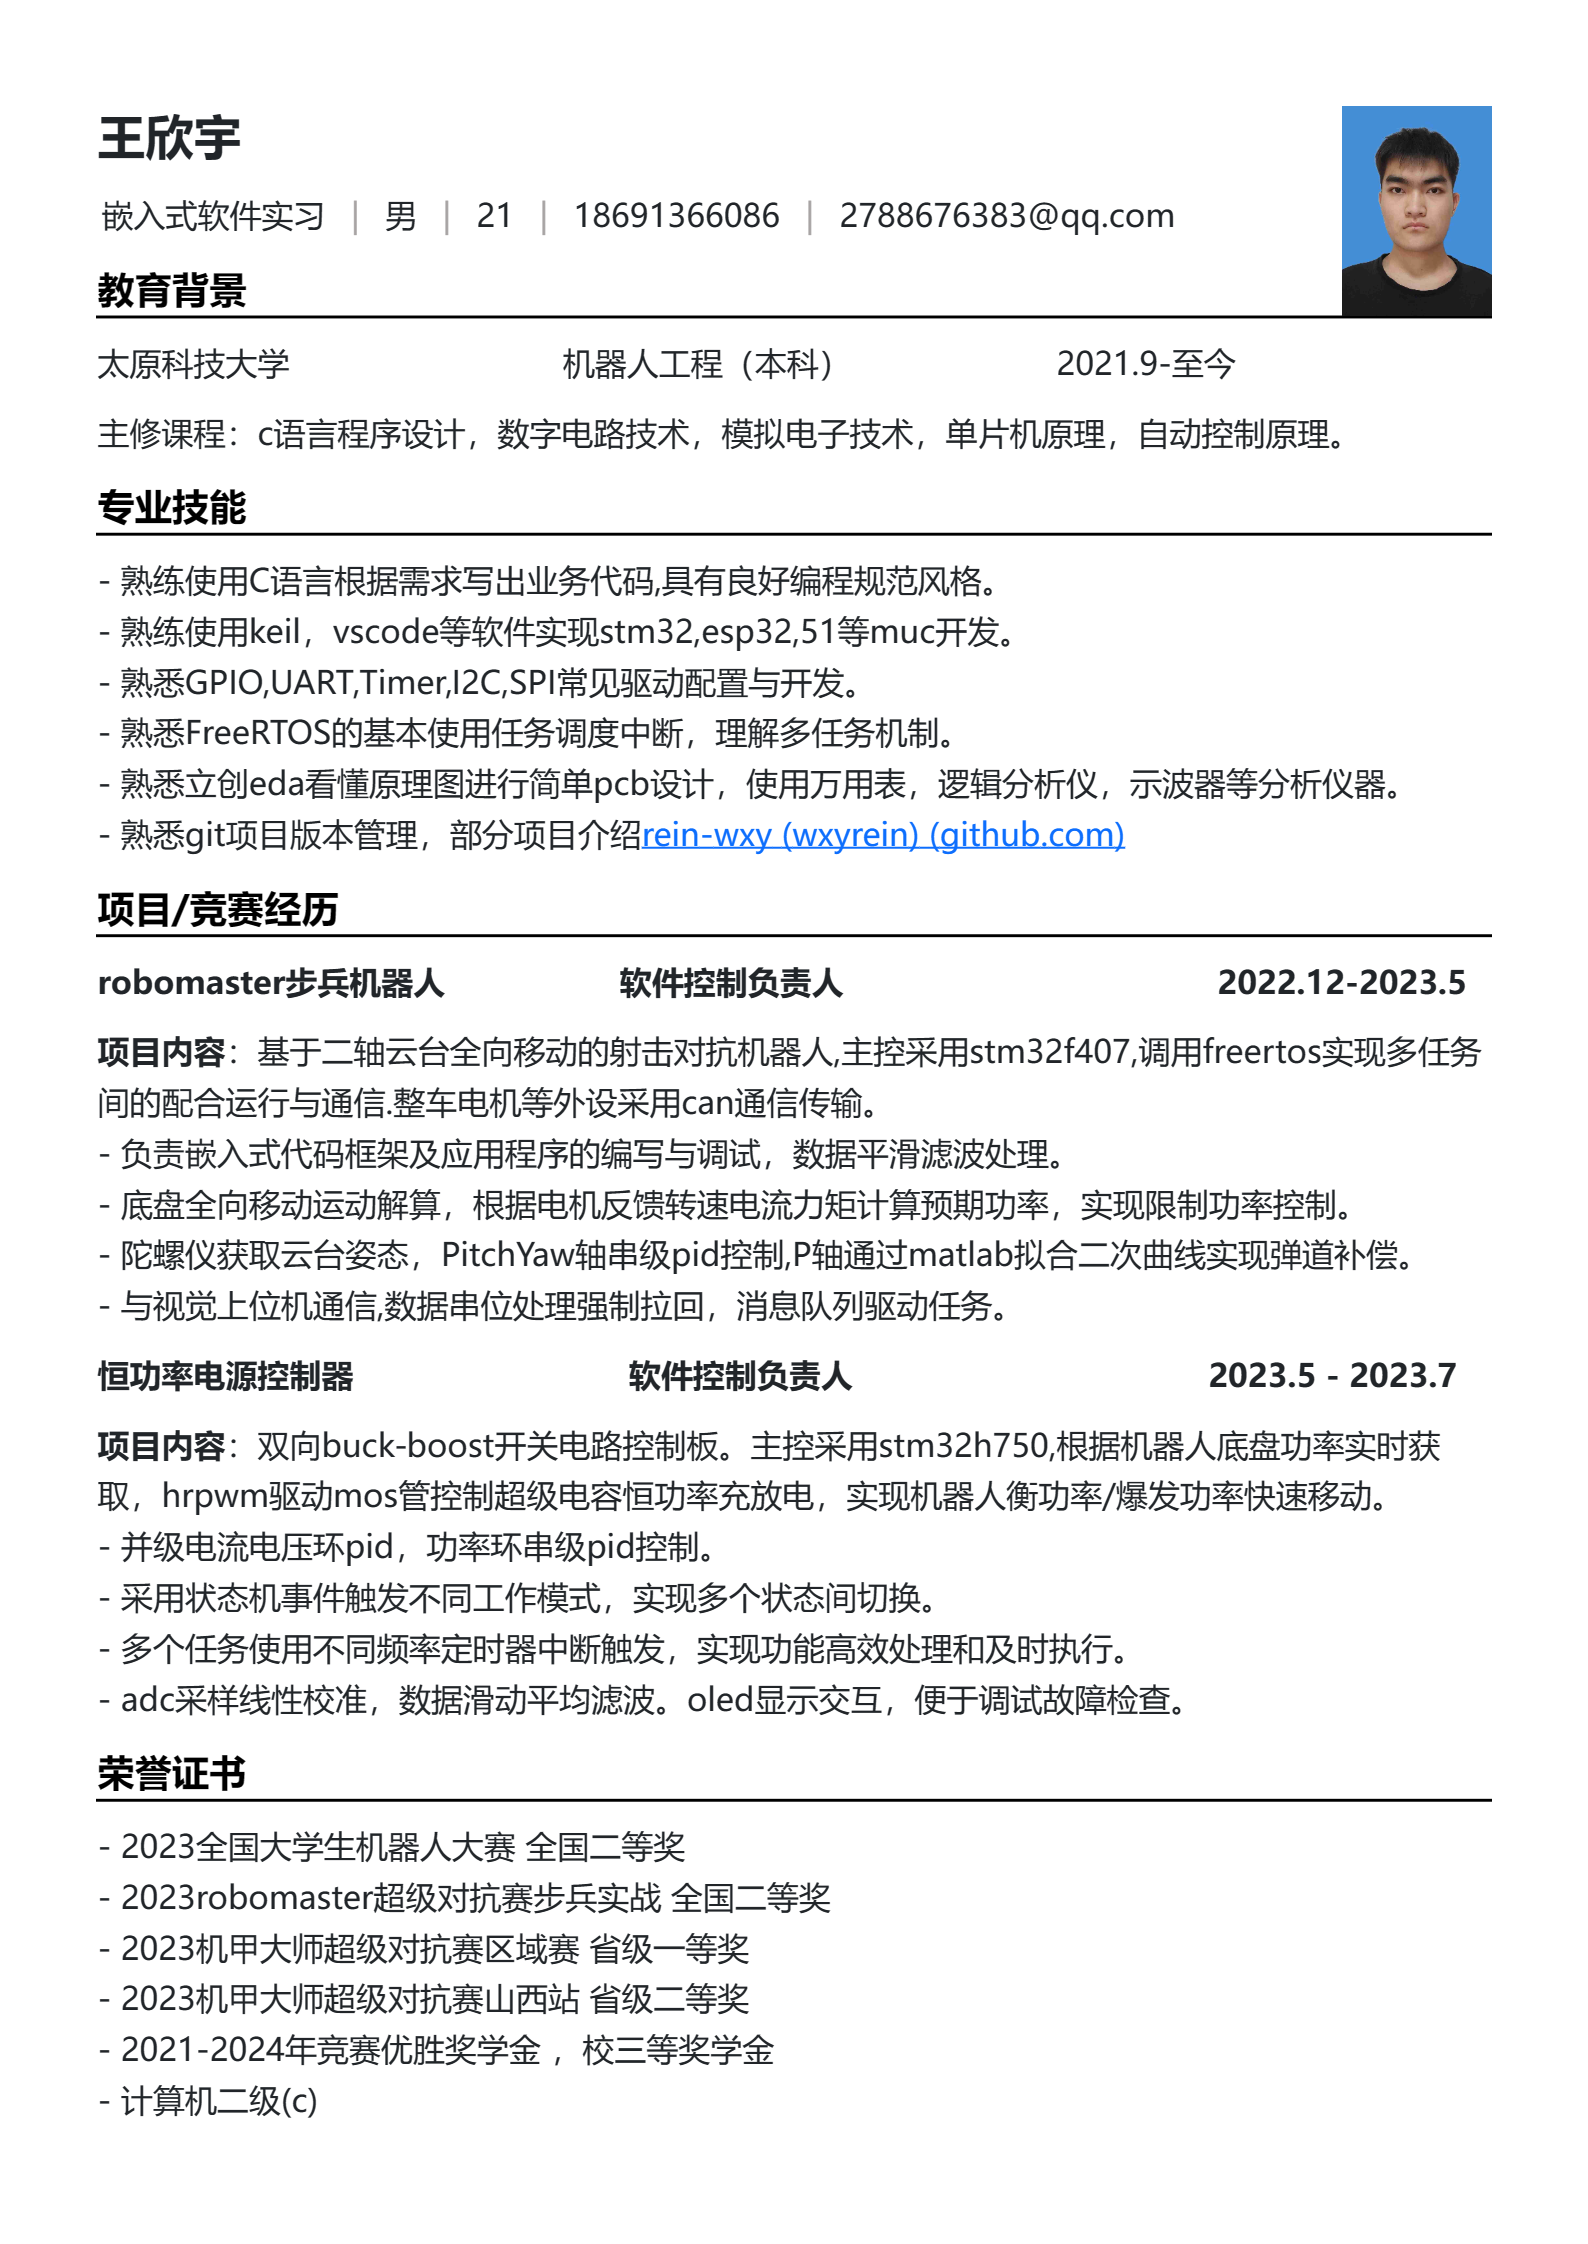 王欣宇
嵌入式软件实习 | 男 | 21 | 18691366086 | 2788676383@qq.com
教育背景
太原科技大学 机器人工程（本科） 2021.9-至今
主修课程：c语言程序设计，数字电路技术，模拟电子技术，单片机原理，自动控制原理。
专业技能
- 熟练使用C语言根据需求写出业务代码,具有良好编程规范风格。
- 熟练使用keil，vscode等软件实现stm32,esp32,51等muc开发。
- 熟悉GPIO,UART,Timer,I2C,SPI常见驱动配置与开发。
- 熟悉FreeRTOS的基本使用任务调度中断，理解多任务机制。
- 熟悉立创eda看懂原理图进行简单pcb设计，使用万用表，逻辑分析仪，示波器等分析仪器。
- 熟悉git项目版本管理，部分项目介绍rein-wxy (wxyrein) (github.com)
项目/竞赛经历
robomaster步兵机器人 软件控制负责人 2022.12-2023.5
项目内容：基于二轴云台全向移动的射击对抗机器人,主控采用stm32f407,调用freertos实现多任务
间的配合运行与通信.整车电机等外设采用can通信传输。
- 负责嵌入式代码框架及应用程序的编写与调试，数据平滑滤波处理。
- 底盘全向移动运动解算，根据电机反馈转速电流力矩计算预期功率，实现限制功率控制。
- 陀螺仪获取云台姿态，PitchYaw轴串级pid控制,P轴通过matlab拟合二次曲线实现弹道补偿。
- 与视觉上位机通信,数据串位处理强制拉回，消息队列驱动任务。
恒功率电源控制器 软件控制负责人 2023.5 - 2023.7
项目内容：双向buck-boost开关电路控制板。主控采用stm32h750,根据机器人底盘功率实时获
取，hrpwm驱动mos管控制超级电容恒功率充放电，实现机器人衡功率/爆发功率快速移动。
- 并级电流电压环pid，功率环串级pid控制。
- 采用状态机事件触发不同工作模式，实现多个状态间切换。
- 多个任务使用不同频率定时器中断触发，实现功能高效处理和及时执行。
- adc采样线性校准，数据滑动平均滤波。oled显示交互，便于调试故障检查。
荣誉证书
- 2023全国大学生机器人大赛 全国二等奖
- 2023robomaster超级对抗赛步兵实战 全国二等奖
- 2023机甲大师超级对抗赛区域赛 省级一等奖
- 2023机甲大师超级对抗赛山西站 省级二等奖
- 2021-2024年竞赛优胜奖学金 ，校三等奖学金
- 计算机二级(c)